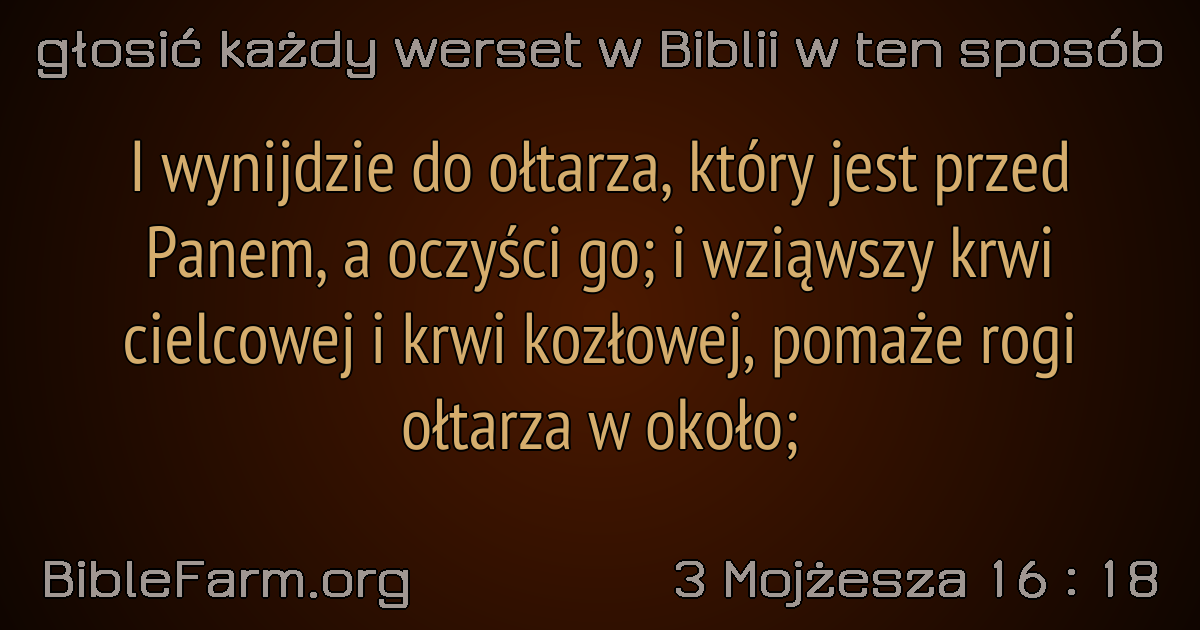 głosić każdy werset w Biblii w ten sposób
I wynijdzie do ołtarza, który jest przed
Panem, a oczyści go; i wziąwszy krwi
cielcowej i krwi kozłowej, pomaże rogi
ołtarza w około;
BibleFarm.org
3 Mojżesza 16 : 18